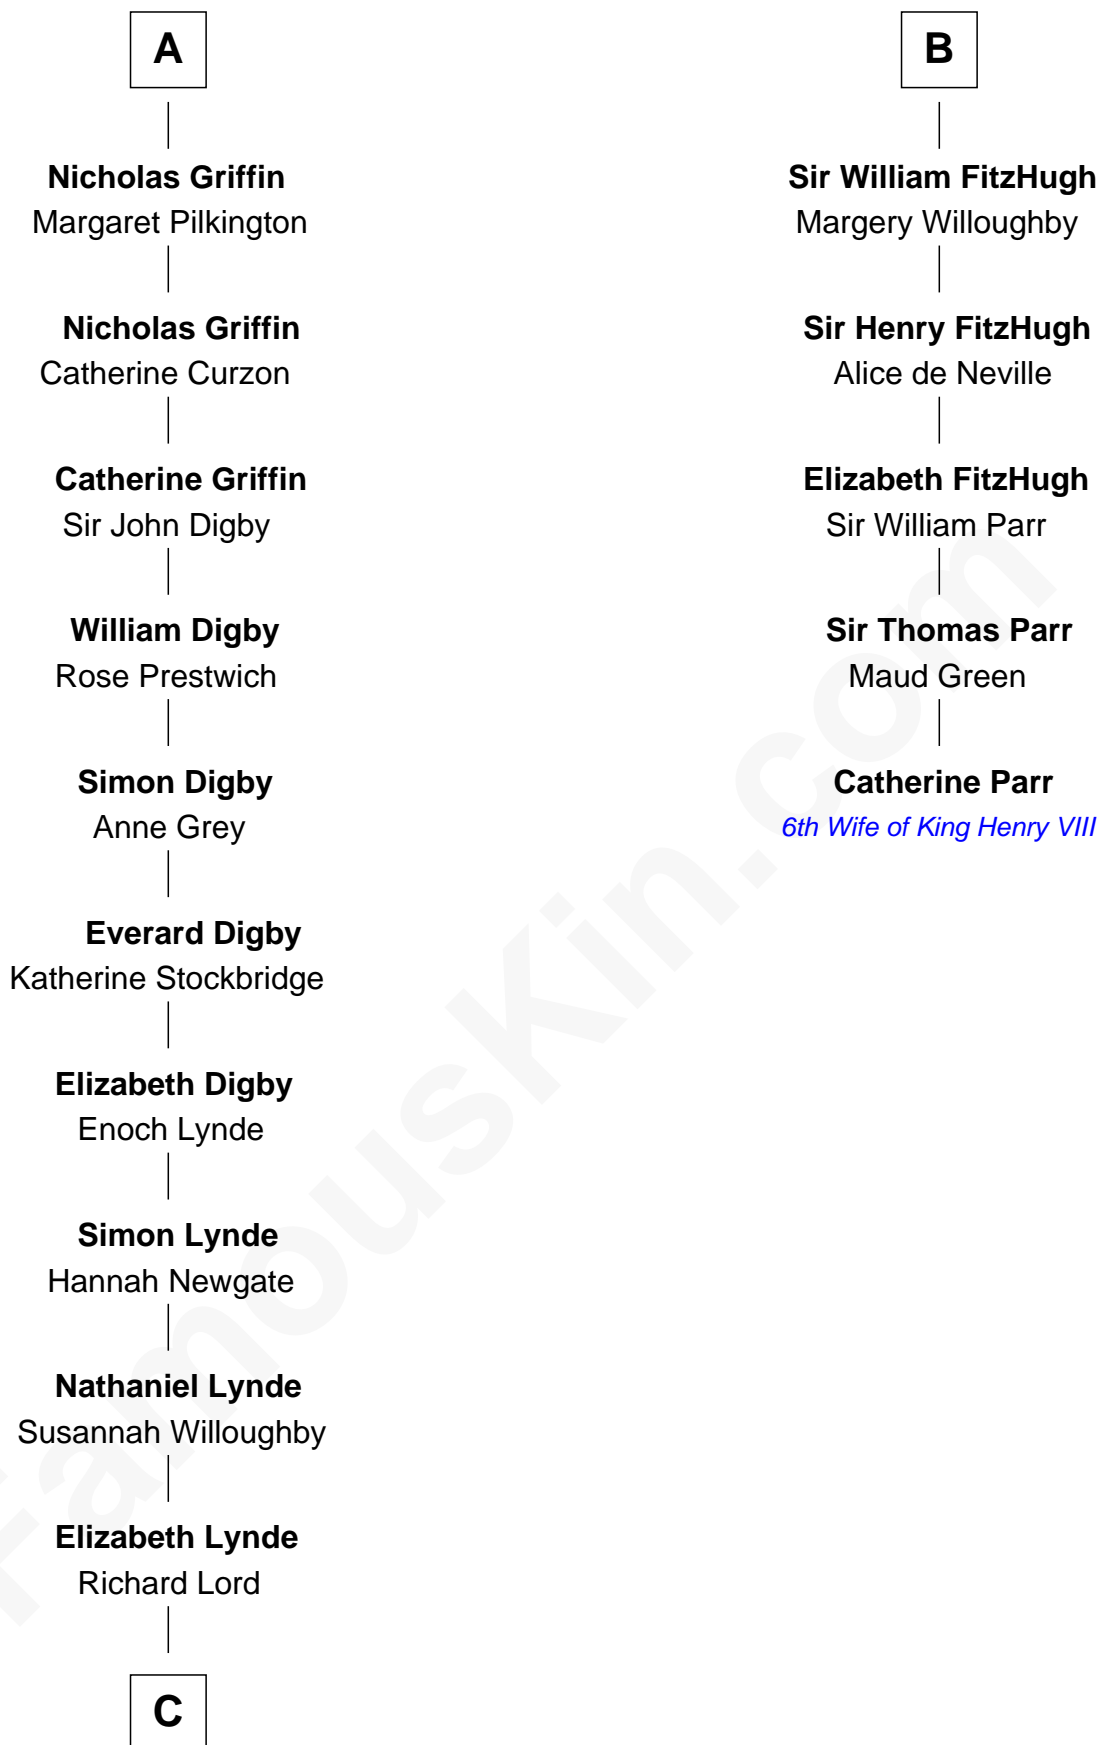 A
Nicholas Griffin
Margaret Pilkington
Nicholas Griffin
Catherine Curzon
Catherine Griffin
Sir John Digby
William Digby
Rose Prestwich
Simon Digby
Anne Grey
Everard Digby
Katherine Stockbridge
Elizabeth Digby
Enoch Lynde
Simon Lynde
Hannah Newgate
Nathaniel Lynde
Susannah Willoughby
Elizabeth Lynde
Richard Lord
C
B
Sir William FitzHugh
Margery Willoughby
Sir Henry FitzHugh
Alice de Neville
Elizabeth FitzHugh
Sir William Parr
Sir Thomas Parr
Maud Green
Catherine Parr
6th Wife of King Henry VIII
FamousKin.com